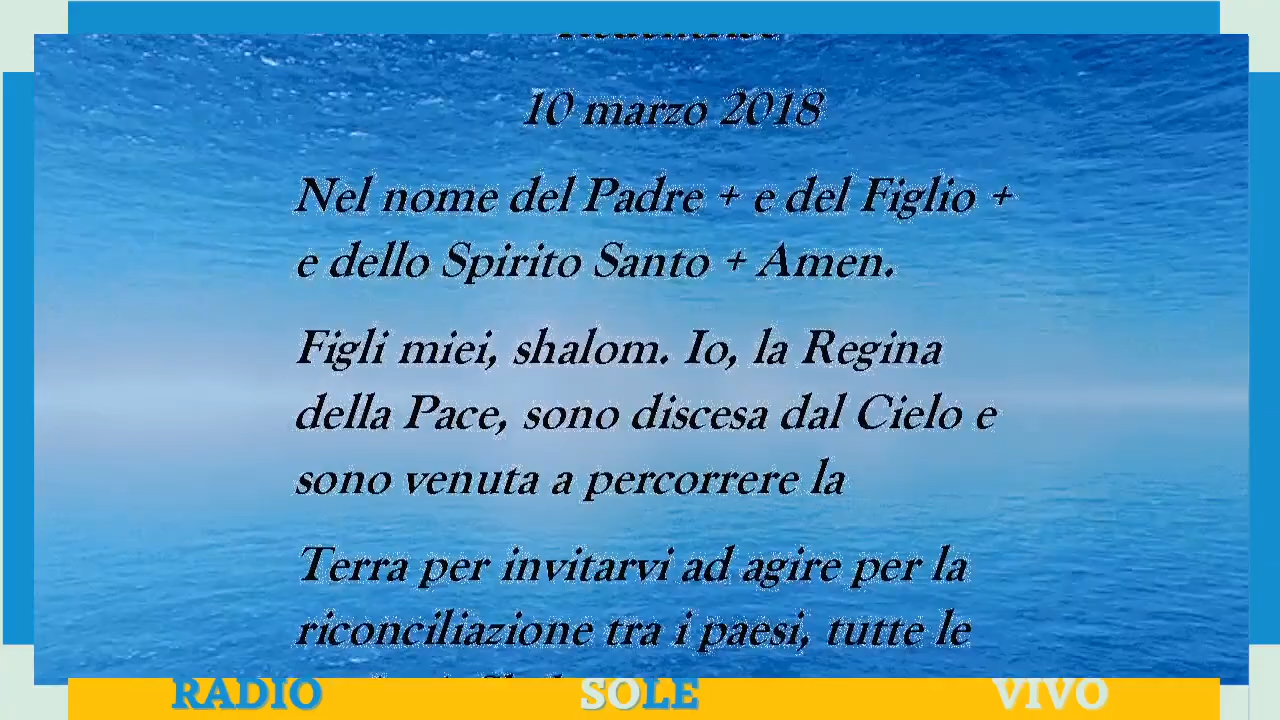 10 marzo 2018
Nel nome del Padre + e del Figlio +
e dello Spirito Santo + Amen.
Figli miei, shalom. Io, la Regina
della Pace, sono discesa dal Cielo e
sono venuta a percorrere la
Terra per invitarvi ad agire per la
riconciliazione tra i paesi, tutte le
RADIO SOLE VIVO